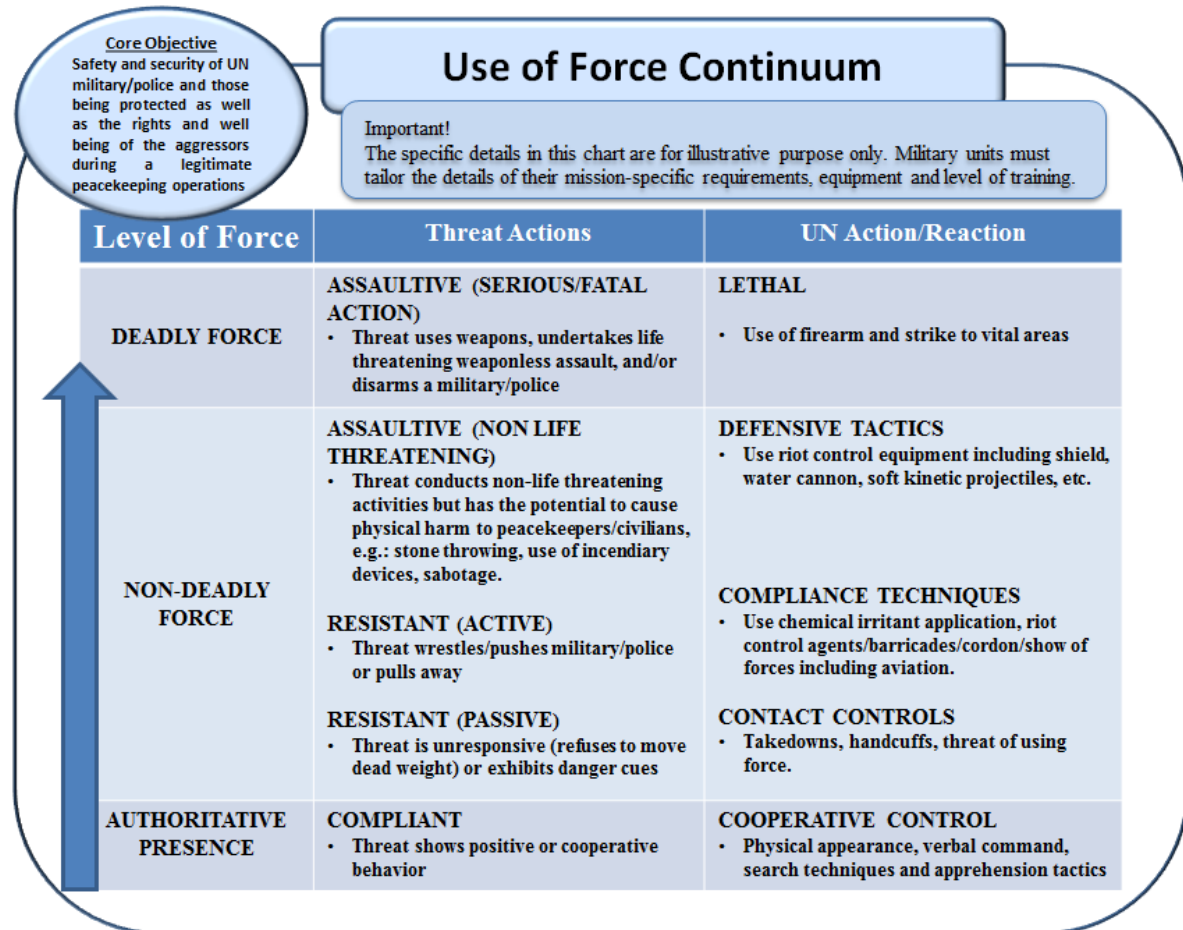 Core Objective
Safety and security of UN
military/police and those
being protected as well
as the rights and well
being of the aggressors
during a legitimate
peacekeeping operations
Use of Force Continuum
Important!
The specific details in this chart are for illustrative purpose only. Military units must
tailor the details of their mission-specific requirements, equipment and level of training.
Level of Force
Threat Actions
UN Action/Reaction
DEADLY FORCE
ASSAULTIVE (SERIOUS/FATAL
ACTION)
• Threat uses weapons, undertakes life
threatening weaponless assault, and/or
disarms a military/police
LETHAL
• Use of firearm and strike to vital areas
NON-DEADLY
FORCE
ASSAULTIVE (NON LIFE
THREATENING)
• Threat conducts non-life threatening
activities but has the potential to cause
physical harm to peacekeepers/civilians,
e.g.: stone throwing, use of incendiary
devices, sabotage.
RESISTANT (ACTIVE)
• Threat wrestles/pushes military/police
or pulls away
RESISTANT (PASSIVE)
• Threat is unresponsive (refuses to move
dead weight) or exhibits danger cues
DEFENSIVE TACTICS
• Use riot control equipment including shield,
water cannon, soft kinetic projectiles, etc.
COMPLIANCE TECHNIQUES
• Use chemical irritant application, riot
control agents/barricades/cordon/show of
forces including aviation.
CONTACT CONTROLS
• Takedowns, handcuffs, threat of using
force.
AUTHORITATIVE
PRESENCE
COMPLIANT
• Threat shows positive or cooperative
behavior
COOPERATIVE CONTROL
• Physical appearance, verbal command,
search techniques and apprehension tactics